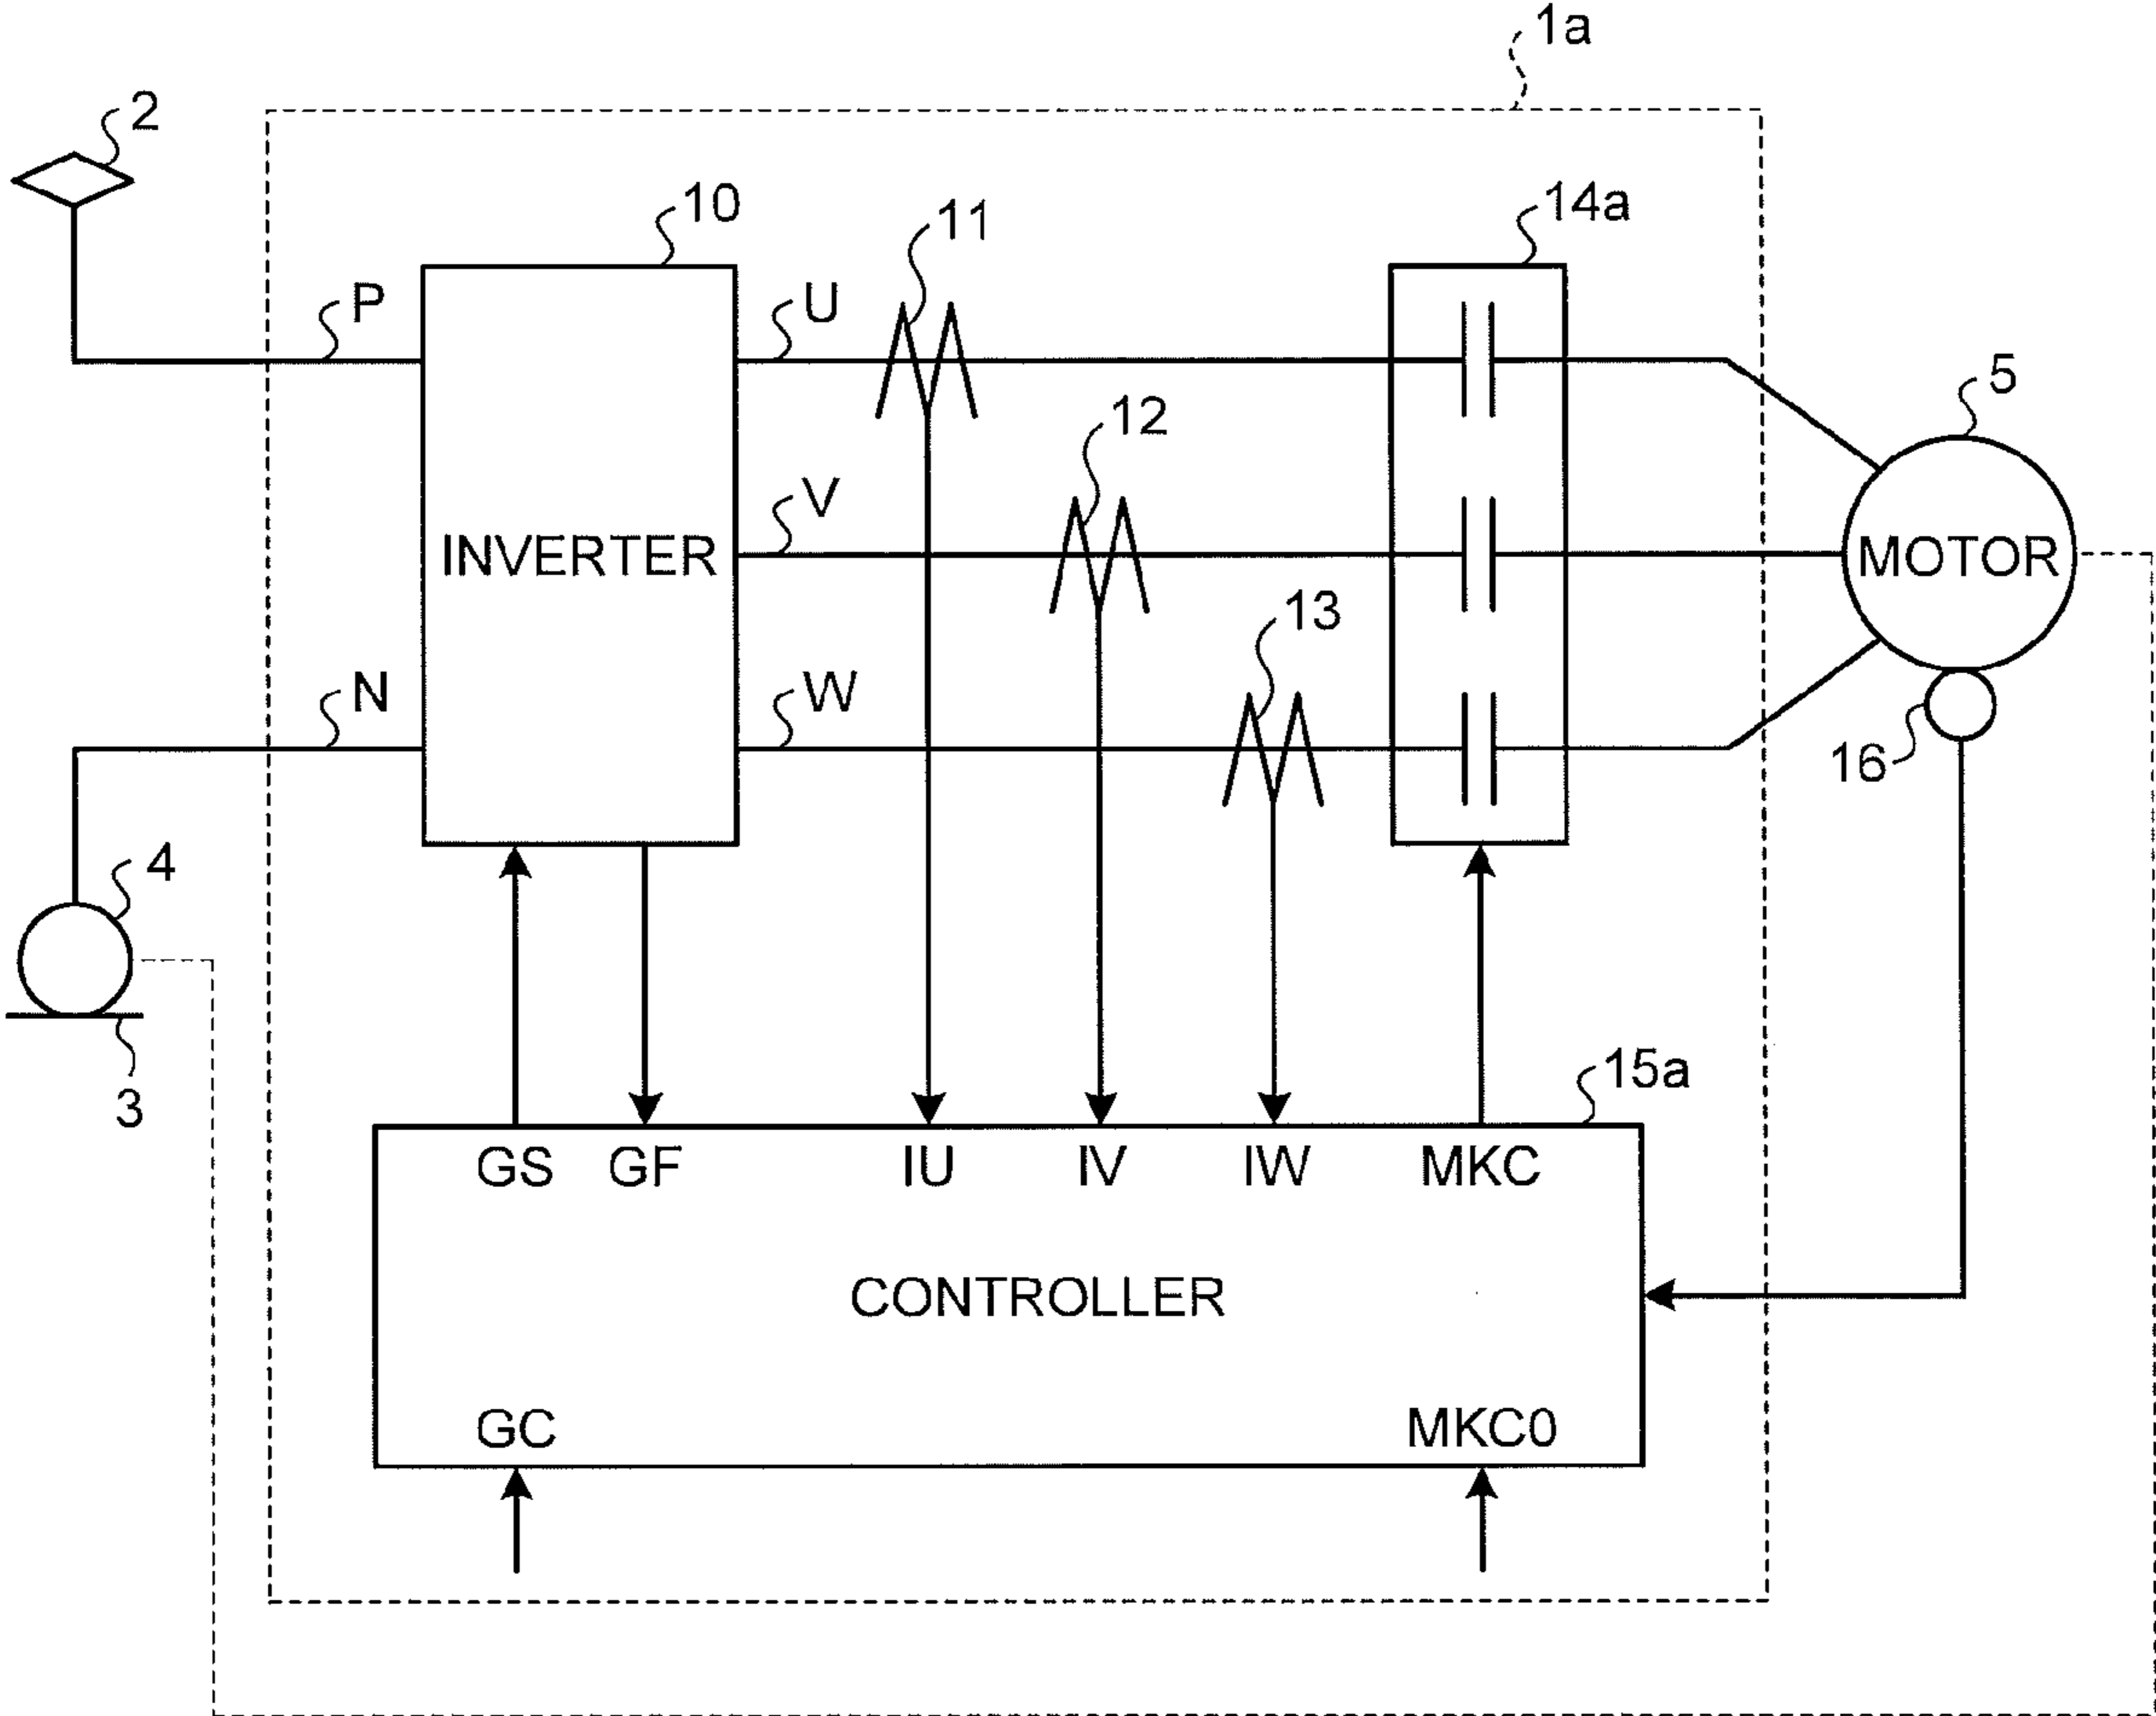 1a
2
10
11
14a
P
U
5
12
V
INVERTER
MOTOR
13
N
W
16
4
15a
3
GS GF IU IV IW MKC
CONTROLLER
GC MKC0